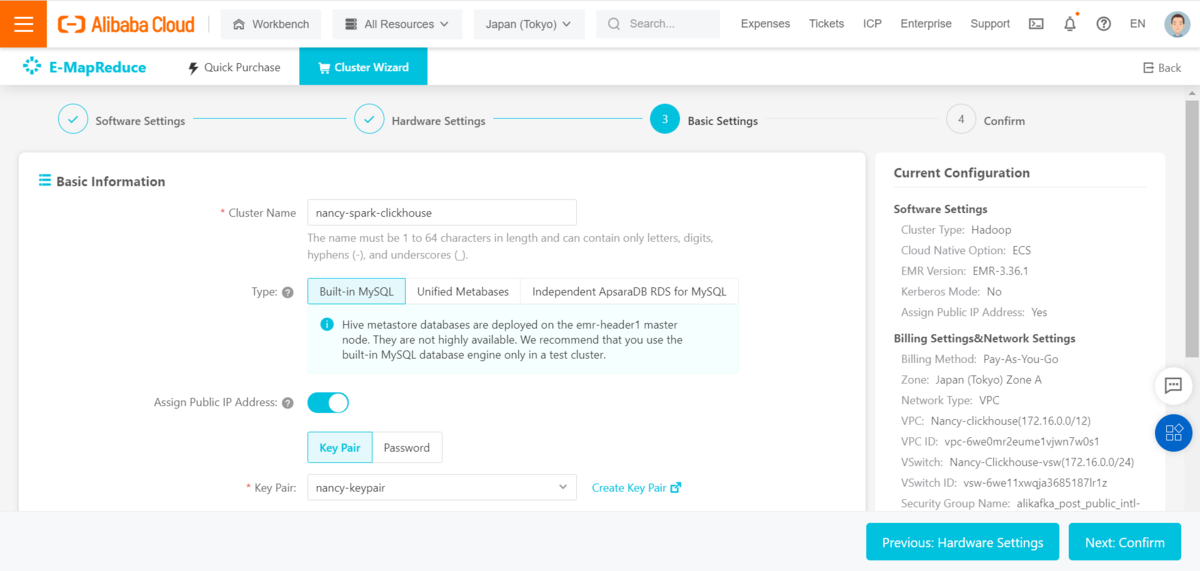 Alibaba Cloud
Workbench
All Resources
Japan (Tokyo)
Search...
Expenses
Tickets
ICP
Enterprise
Support
EN
E-MapReduce
Quick Purchase
Cluster Wizard
Back
Software Settings
Hardware Settings
3 Basic Settings
4 Confirm
Basic Information
* Cluster Name nancy-spark-clickhouse
The name must be 1 to 64 characters in length and can contain only letters, digits,
hyphens (-), and underscores (_).
Type: Built-in MySQL Unified Metabases Independent ApsaraDB RDS for MySQL
Hive metastore databases are deployed on the emr-header1 master
node. They are not highly available. We recommend that you use the
built-in MySQL database engine only in a test cluster.
Assign Public IP Address:
Key Pair Password
* Key Pair: nancy-keypair Create Key Pair
Current Configuration
Software Settings
Cluster Type: Hadoop
Cloud Native Option: ECS
EMR Version: EMR-3.36.1
Kerberos Mode: No
Assign Public IP Address: Yes
Billing Settings&Network Settings
Billing Method: Pay-As-You-Go
Zone: Japan (Tokyo) Zone A
Network Type: VPC
VPC: Nancy-clickhouse(172.16.0.0/12)
VPC ID: vpc-6we0mr2eume1vjwn7w0s1
VSwitch: Nancy-Clickhouse-vsw(172.16.0.0/24)
VSwitch ID: vsw-6we11xwqja3685187lr1z
Security Group Name: alikafka_post_public_intl-
Previous: Hardware Settings
Next: Confirm